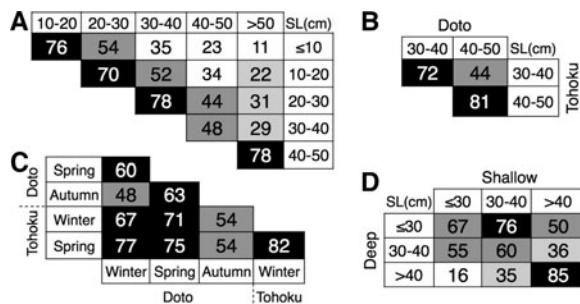 A
10-20 20-30 30-40 40-50 >50 SL(cm)
76 54 35 23 11 ≤10
70 52 34 22 10-20
78 44 31 20-30
48 29 30-40
78 40-50
B
Doto
30-40 40-50 SL(cm)
72 44 30-40
81 40-50
Tohoku
C
Doto
Spring 60
Autumn 48 63
Tohoku
Winter 67 71 54
Spring 77 75 54 82
Winter Spring Autumn Winter
Doto Tohoku
D
Shallow
SL(cm) ≤30 30-40 >40
Deep
≤30 67 76 50
30-40 55 60 36
>40 16 35 85